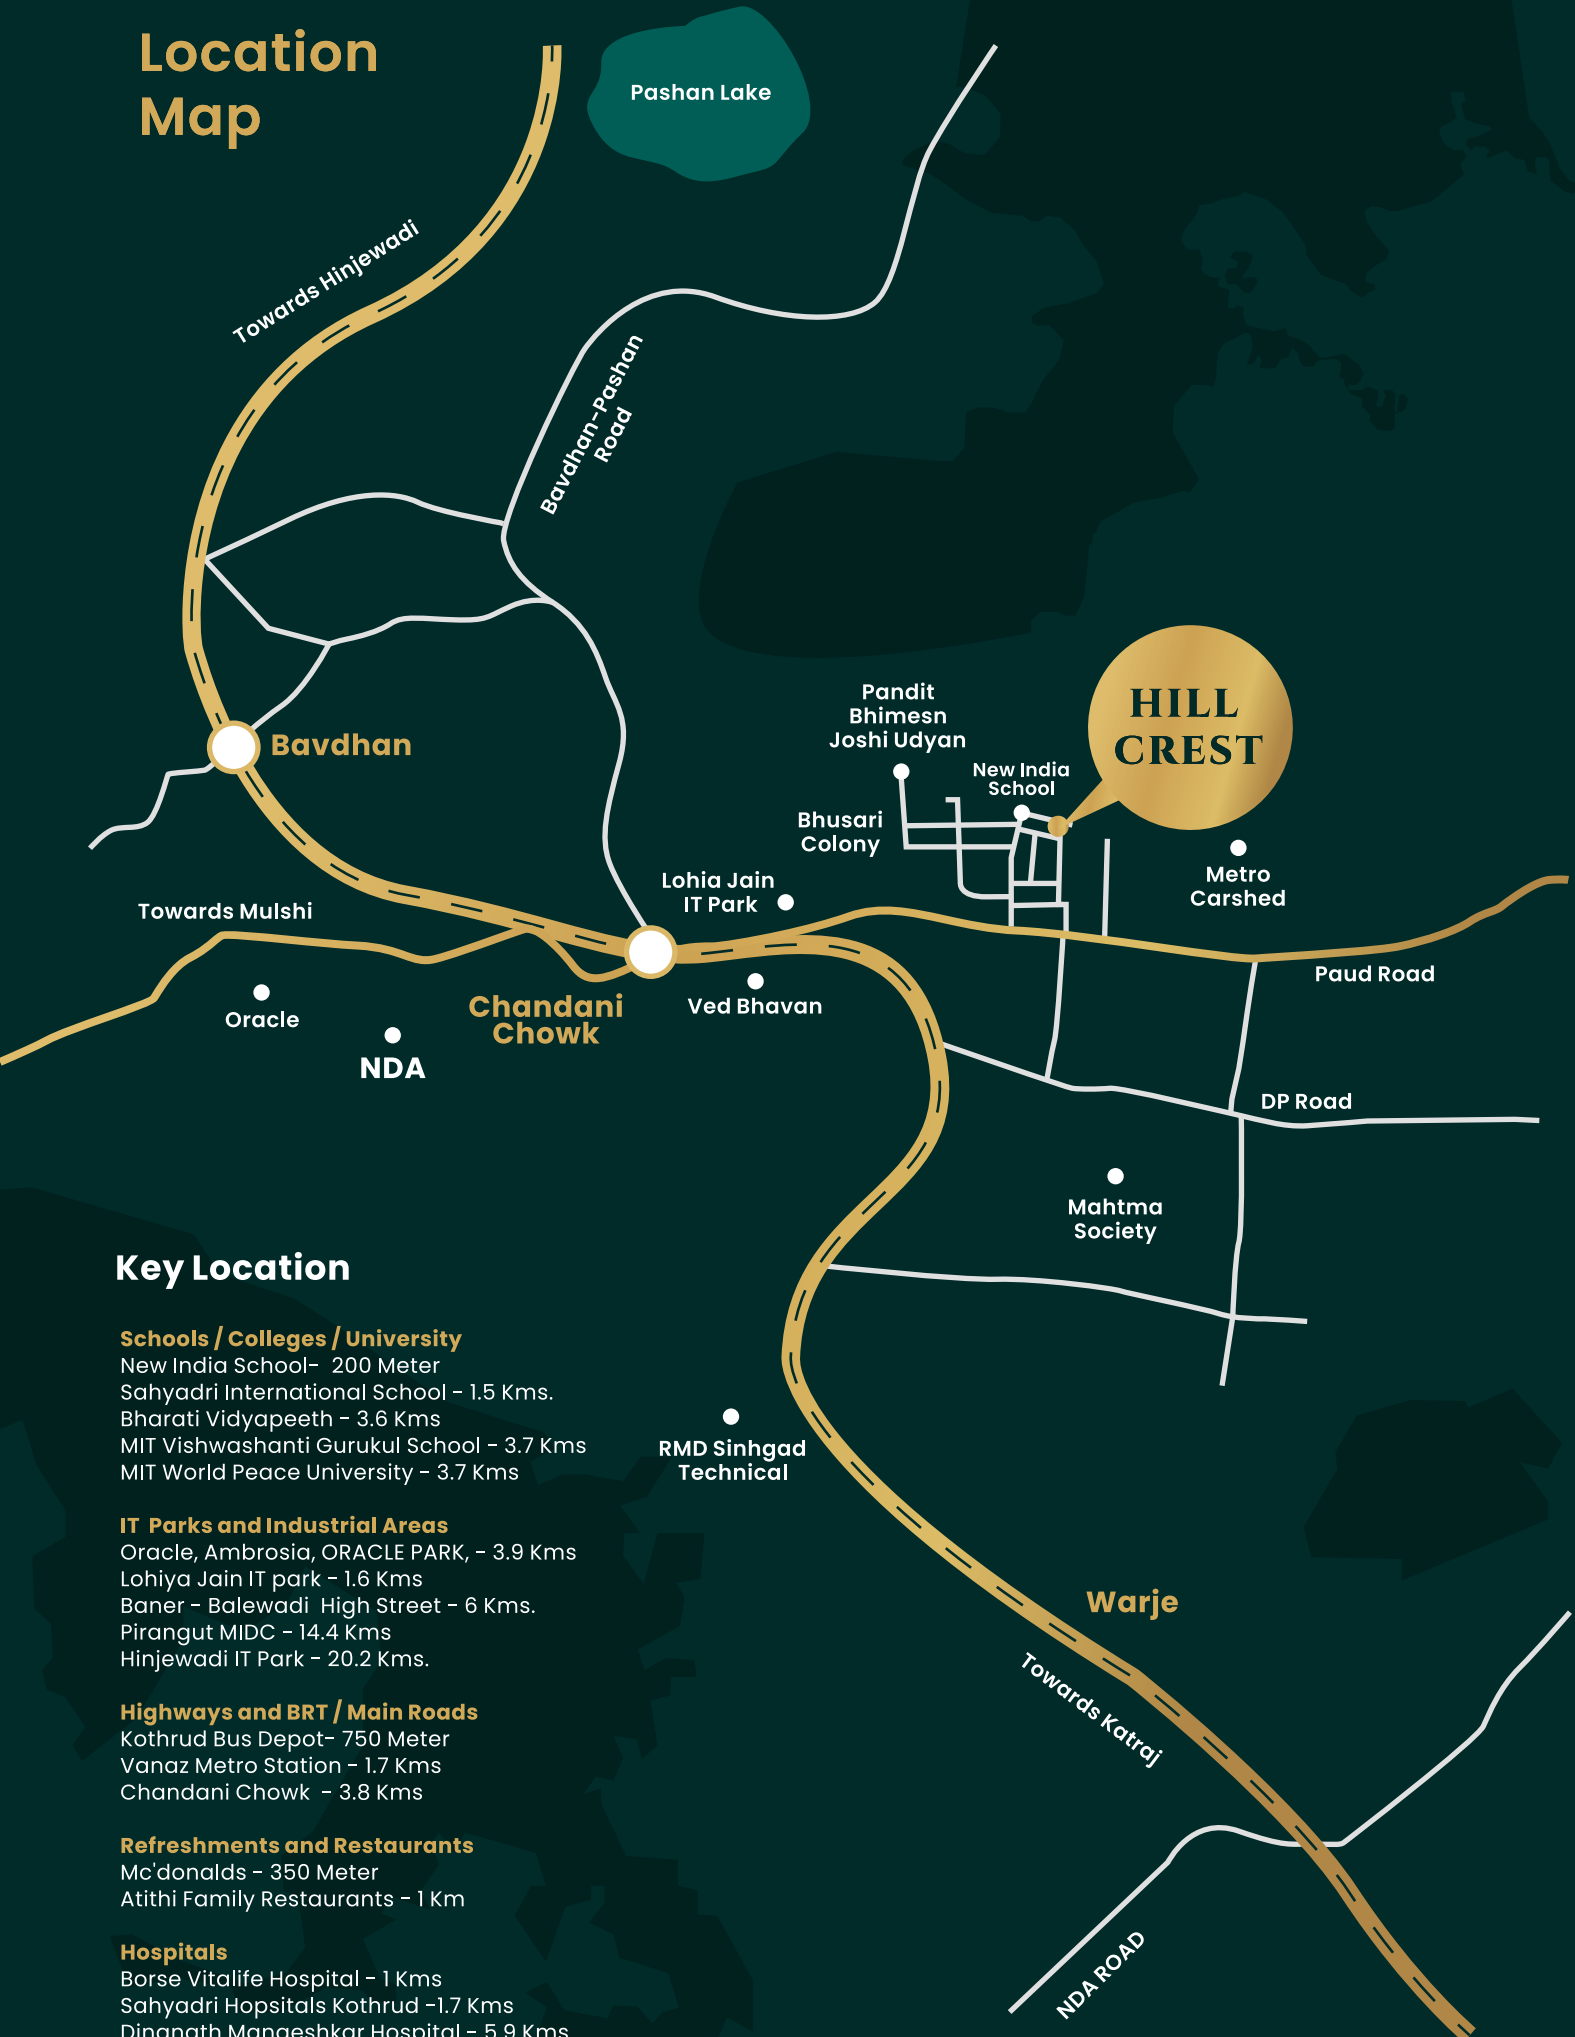 Location
Map
Pashan Lake
Towards Hinjewadi
Bavdhan-Pashan
Road
Pandit
Bhimesn
Joshi Udyan
HILL
CREST
New India
School
Bavdhan
Bhusari
Colony
Metro
Carshed
Lohia Jain
IT Park
Towards Mulshi
Paud Road
Oracle
Chandani
Chowk
Ved Bhavan
NDA
DP Road
Mahtma
Society
Key Location
Schools / Colleges / University
New India School-  200 Meter
Sahyadri International School - 1.5 Kms.
Bharati Vidyapeeth - 3.6 Kms
MIT Vishwashanti Gurukul School - 3.7 Kms
MIT World Peace University - 3.7 Kms
RMD Sinhgad
Technical
IT  Parks and Industrial Areas
Oracle, Ambrosia, ORACLE PARK, - 3.9 Kms
Lohiya Jain IT park - 1.6 Kms
Baner - Balewadi  High Street - 6 Kms.
Pirangut MIDC - 14.4 Kms
Hinjewadi IT Park - 20.2 Kms.
Warje
Towards Katraj
Highways and BRT / Main Roads
Kothrud Bus Depot- 750 Meter
Vanaz Metro Station - 1.7 Kms
Chandani Chowk  - 3.8 Kms
Refreshments and Restaurants
Mc'donalds - 350 Meter
Atithi Family Restaurants - 1 Km
NDA ROAD
Hospitals
Borse Vitalife Hospital - 1 Kms
Sahyadri Hopsitals Kothrud -1.7 Kms
Dinanath Mangeshkar Hospital - 5.9 Kms